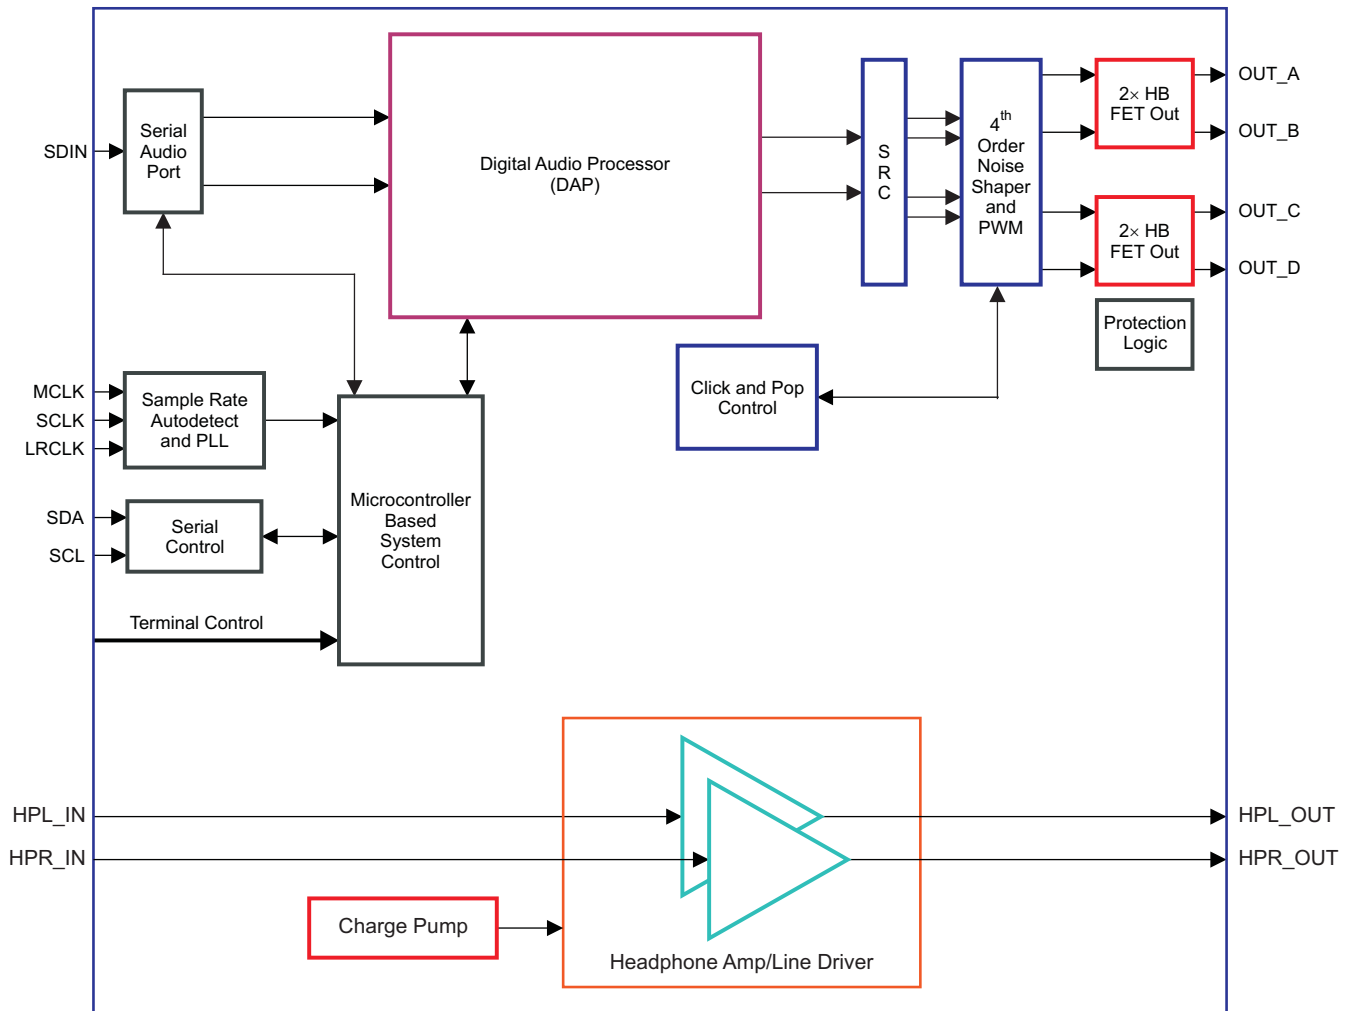 SDIN
Serial
Audio
Port
Digital Audio Processor
(DAP)
S
R
C
4th
Order
Noise
Shaper
and
PWM
2× HB
FET Out
2× HB
FET Out
OUT_A
OUT_B
OUT_C
OUT_D
Protection
Logic
Click and Pop
Control
MCLK
SCLK
LRCLK
Sample Rate
Autodetect
and PLL
SDA
SCL
Serial
Control
Microcontroller
Based
System
Control
Terminal Control
HPL_IN
HPR_IN
HPL_OUT
HPR_OUT
Charge Pump
Headphone Amp/Line Driver